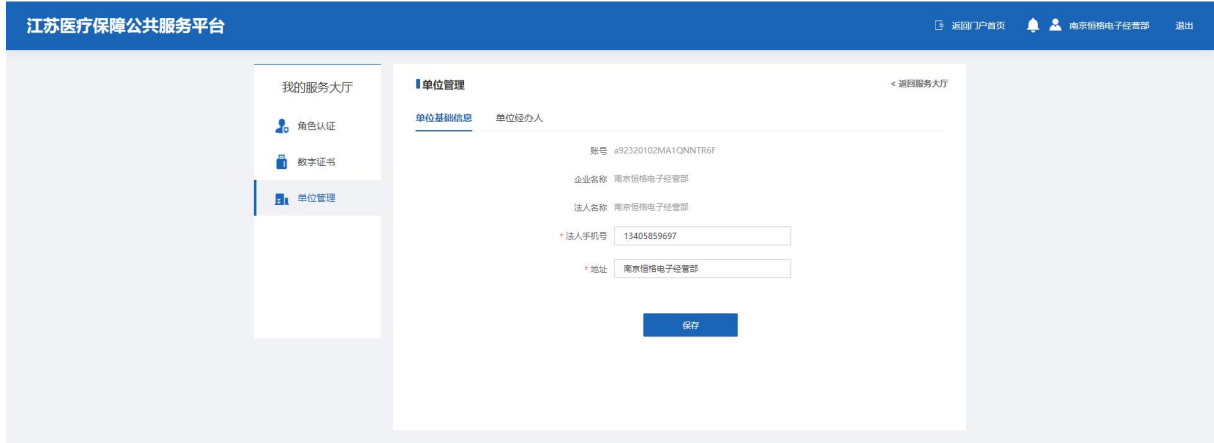 江苏医疗保障公共服务平台 返回门户首页 南京恒格电子经营部 退出
我的服务大厅
角色认证
数字证书
单位管理
单位管理 < 返回服务大厅
单位基础信息 单位经办人
账号 a92320102MA1QNNTR6F
企业名称 南京恒格电子经营部
法人名称 南京恒格电子经营部
* 法人手机号 13405859697
* 地址 南京恒格电子经营部
保存